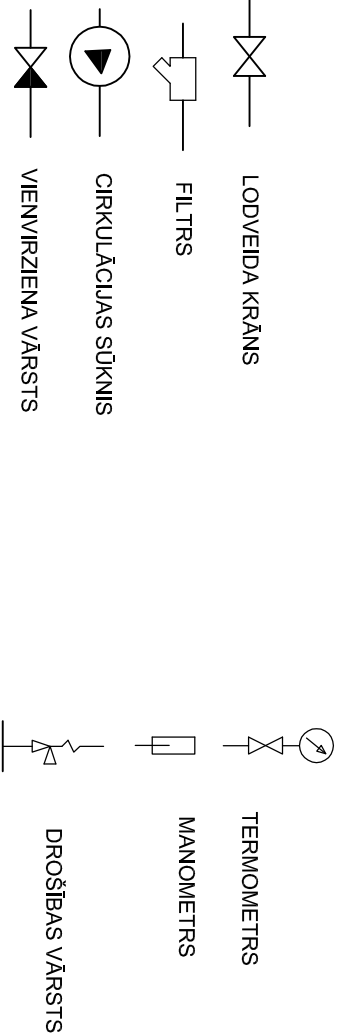 LODVEIDA KRĀNS
FILTRS
CIRKULĀCIJAS SŪKNIS
VIENVIRZIENA VĀRSTS
TERMOMETRS
MANOMETRS
DROŠĪBAS VĀRSTS